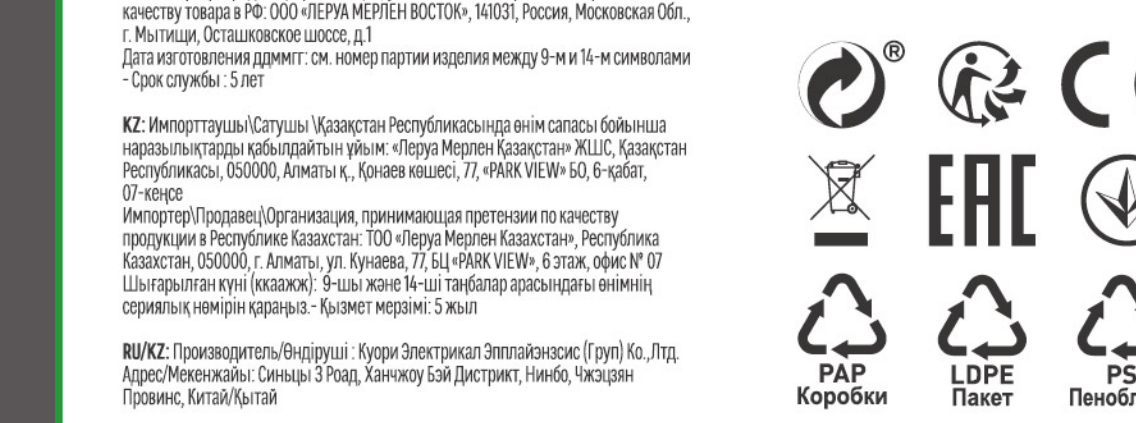 качеству товара в РФ: ООО «ЛЕРУА МЕРЛЕН ВОСТОК», 141031, Россия, Московская Обл.,
г. Мытищи, Осташковское шоссе, д.1
Дата изготовления ддммгг: см. номер партии изделия между 9-м и 14-м символами
- Срок службы : 5 лет
KZ: Импорттаушы\Сатушы \Қазақстан Республикасында өнім сапасы бойынша
наразылықтарды қабылдайтын ұйым: «Леруа Мерлен Қазақстан» ЖШС, Қазақстан
Республикасы, 050000, Алматы қ., Қонаев көшесі, 77, «PARK VIEW» БО, 6-қабат,
07-кеңсе
Импортер\Продавец\Организация, принимающая претензии по качеству
продукции в Республике Казахстан: ТОО «Леруа Мерлен Казахстан», Республика
Казахстан, 050000, г. Алматы, ул. Кунаева, 77, БЦ «PARK VIEW», 6 этаж, офис № 07
Шығарылған күні (ккаажж): 9-шы және 14-ші таңбалар арасындағы өнімнің
сериялық нөмірін қараңыз.- Қызмет мерзімі: 5 жыл
RU/KZ: Производитель/Өндіруші : Куори Электрикал Эпплайэнзсис (Груп) Ко.,Лтд.
Адрес/Мекенжайы: Синьцы 3 Роад, Ханчжоу Бэй Дистрикт, Нинбо, Чжэцзян
Провинс, Китай/Қытай
®
EAC
PAP
Коробки
LDPE
Пакет
PS